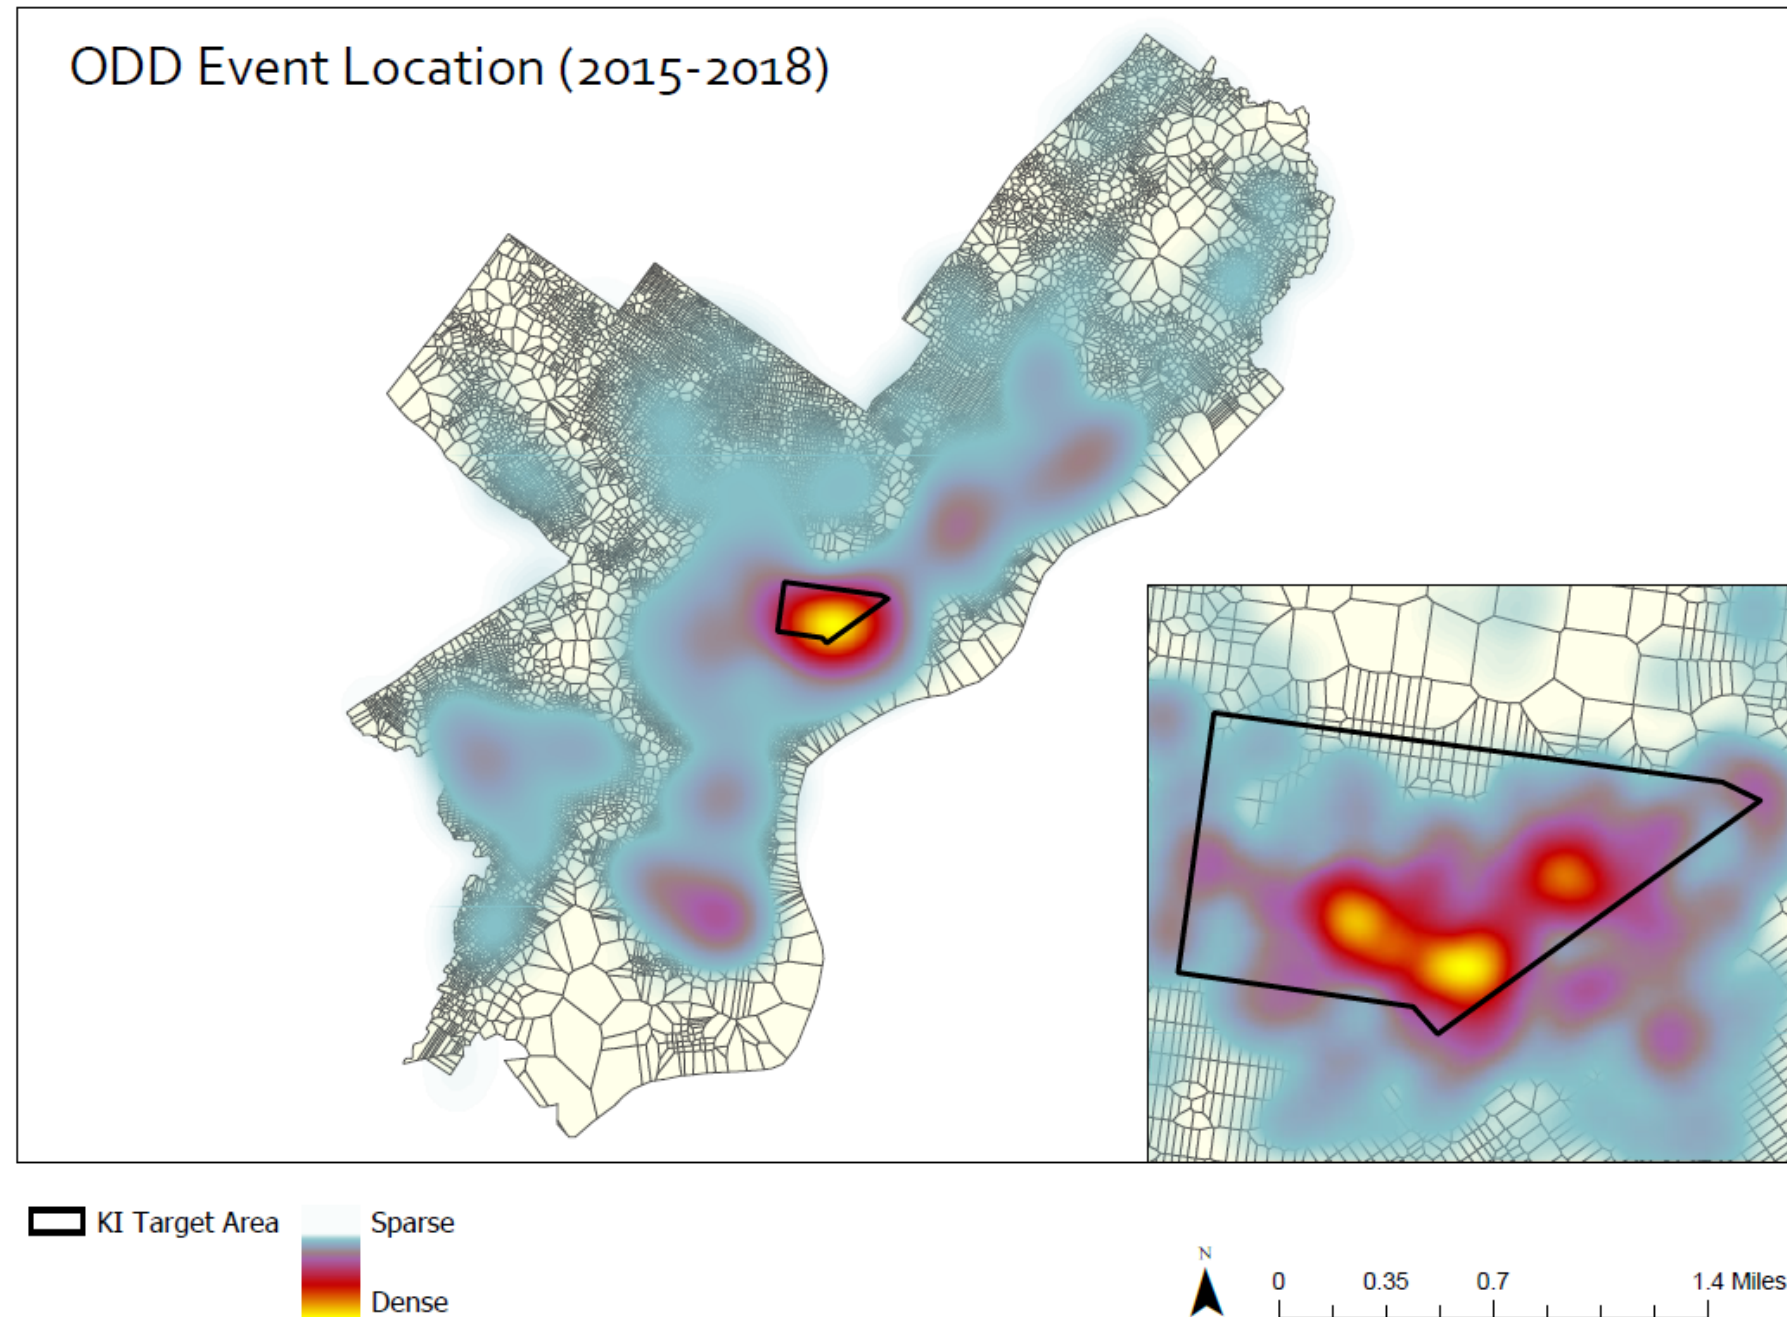 ODD Event Location (2015-2018)
KI Target Area
Sparse
Dense
N
0 0.35 0.7 1.4 Miles